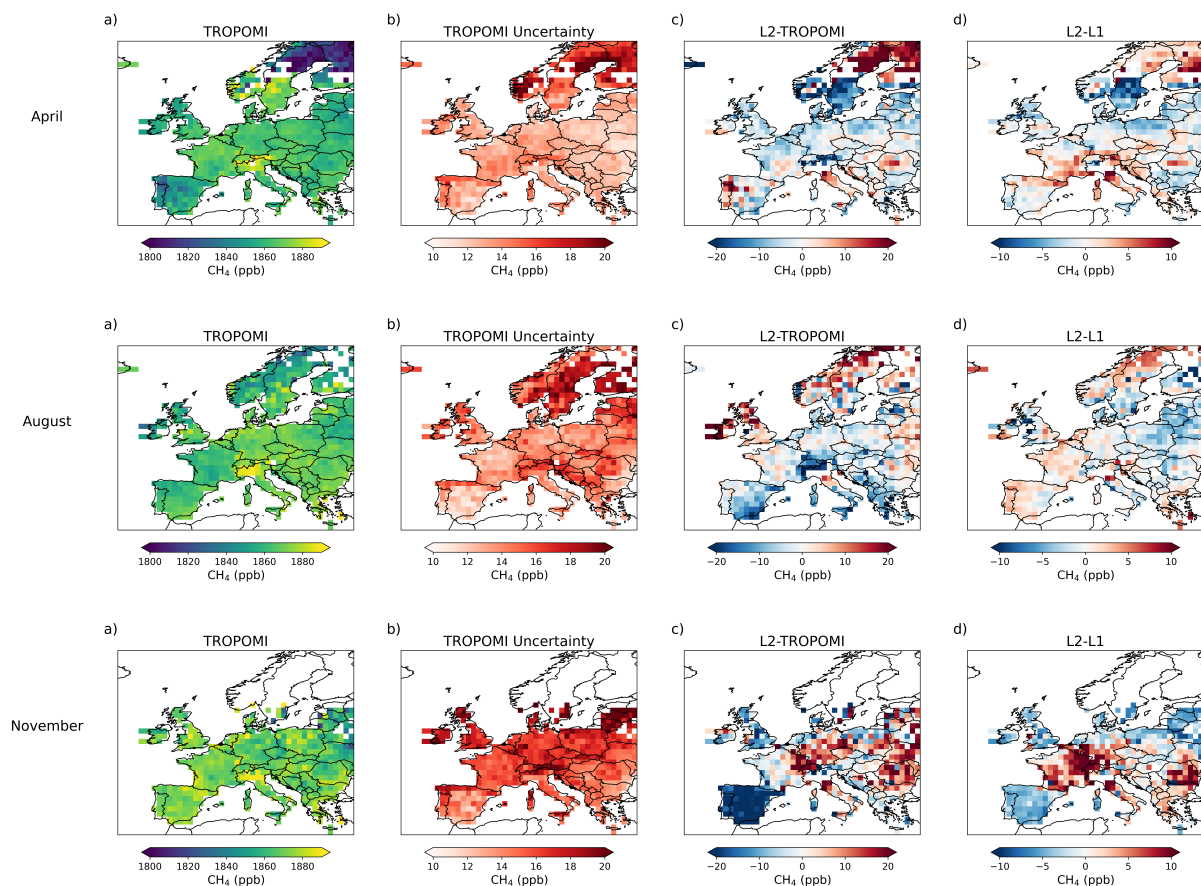 a) b) c) d)
TROPOMI TROPOMI Uncertainty L2-TROPOMI L2-L1
April
1800 1820 1840 1860 1880 10 12 14 16 18 20 −20 −10 0 10 20 −10 −5 0 5 10
CH₄ (ppb) CH₄ (ppb) CH₄ (ppb) CH₄ (ppb)
a) b) c) d)
TROPOMI TROPOMI Uncertainty L2-TROPOMI L2-L1
August
1800 1820 1840 1860 1880 10 12 14 16 18 20 −20 −10 0 10 20 −10 −5 0 5 10
CH₄ (ppb) CH₄ (ppb) CH₄ (ppb) CH₄ (ppb)
a) b) c) d)
TROPOMI TROPOMI Uncertainty L2-TROPOMI L2-L1
November
1800 1820 1840 1860 1880 10 12 14 16 18 20 −20 −10 0 10 20 −10 −5 0 5 10
CH₄ (ppb) CH₄ (ppb) CH₄ (ppb) CH₄ (ppb)